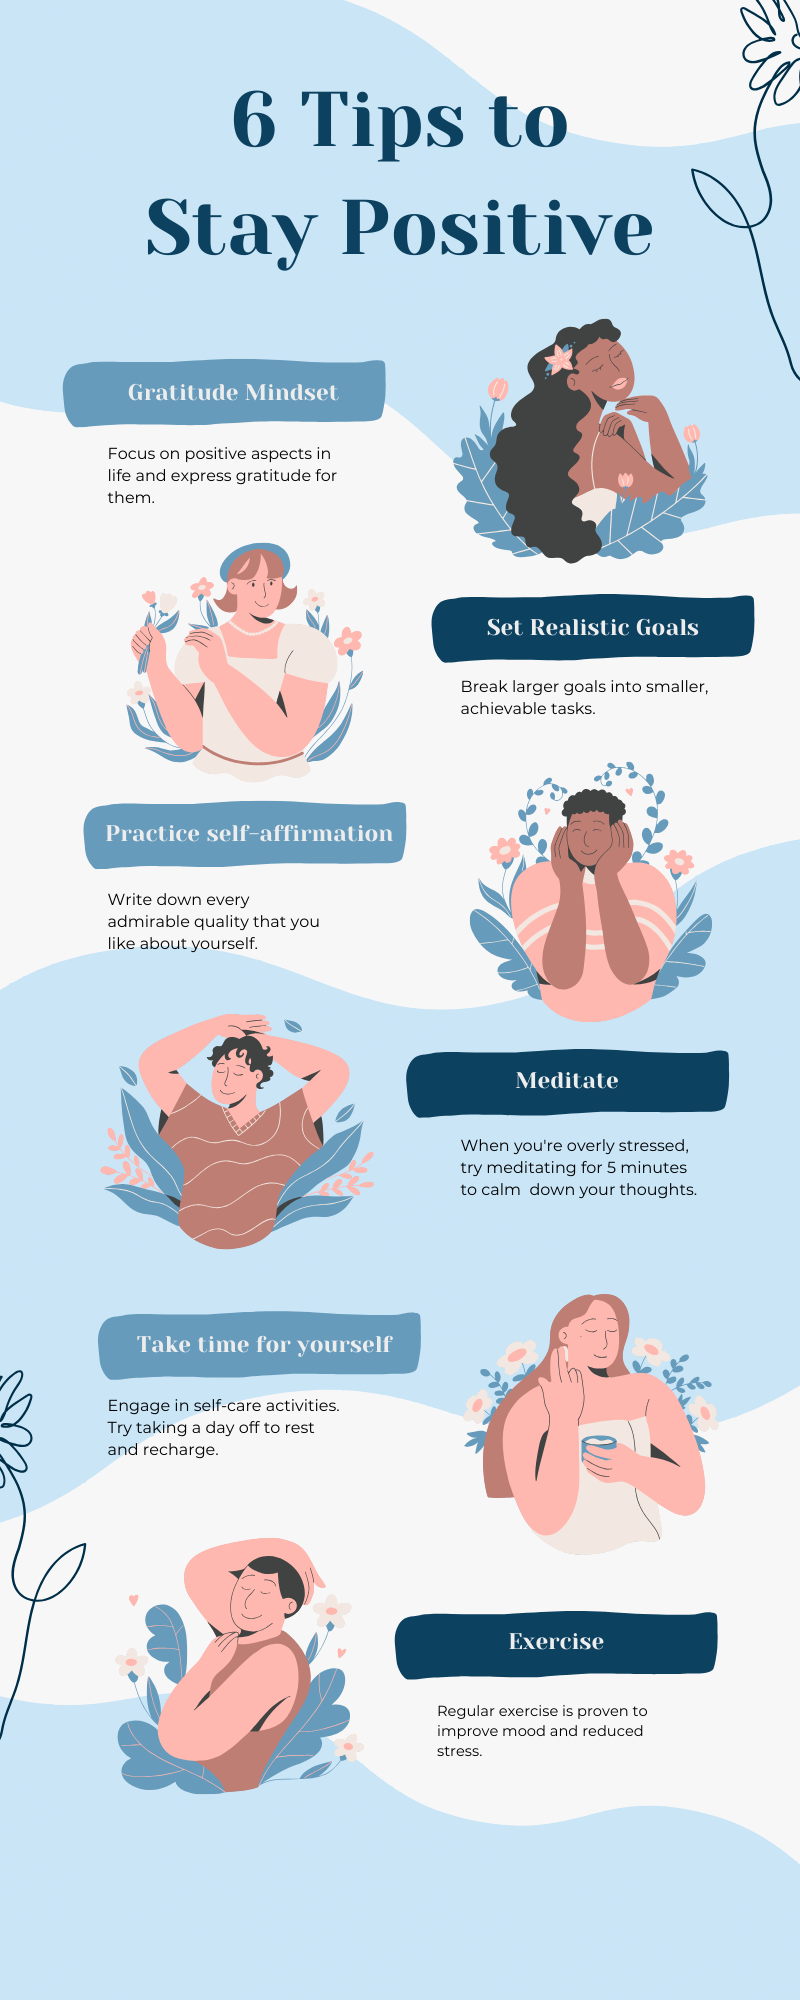 6 Tips to
Stay Positive
Gratitude Mindset
Focus on positive aspects in
life and express gratitude for
them.
Set Realistic Goals
Break larger goals into smaller,
achievable tasks.
Practice self-affirmation
Write down every
admirable quality that you
like about yourself.
Meditate
When you're overly stressed,
try meditating for 5 minutes
to calm  down your thoughts.
Take time for yourself
Engage in self-care activities.
Try taking a day off to rest
and recharge.
Exercise
Regular exercise is proven to
improve mood and reduced
stress.